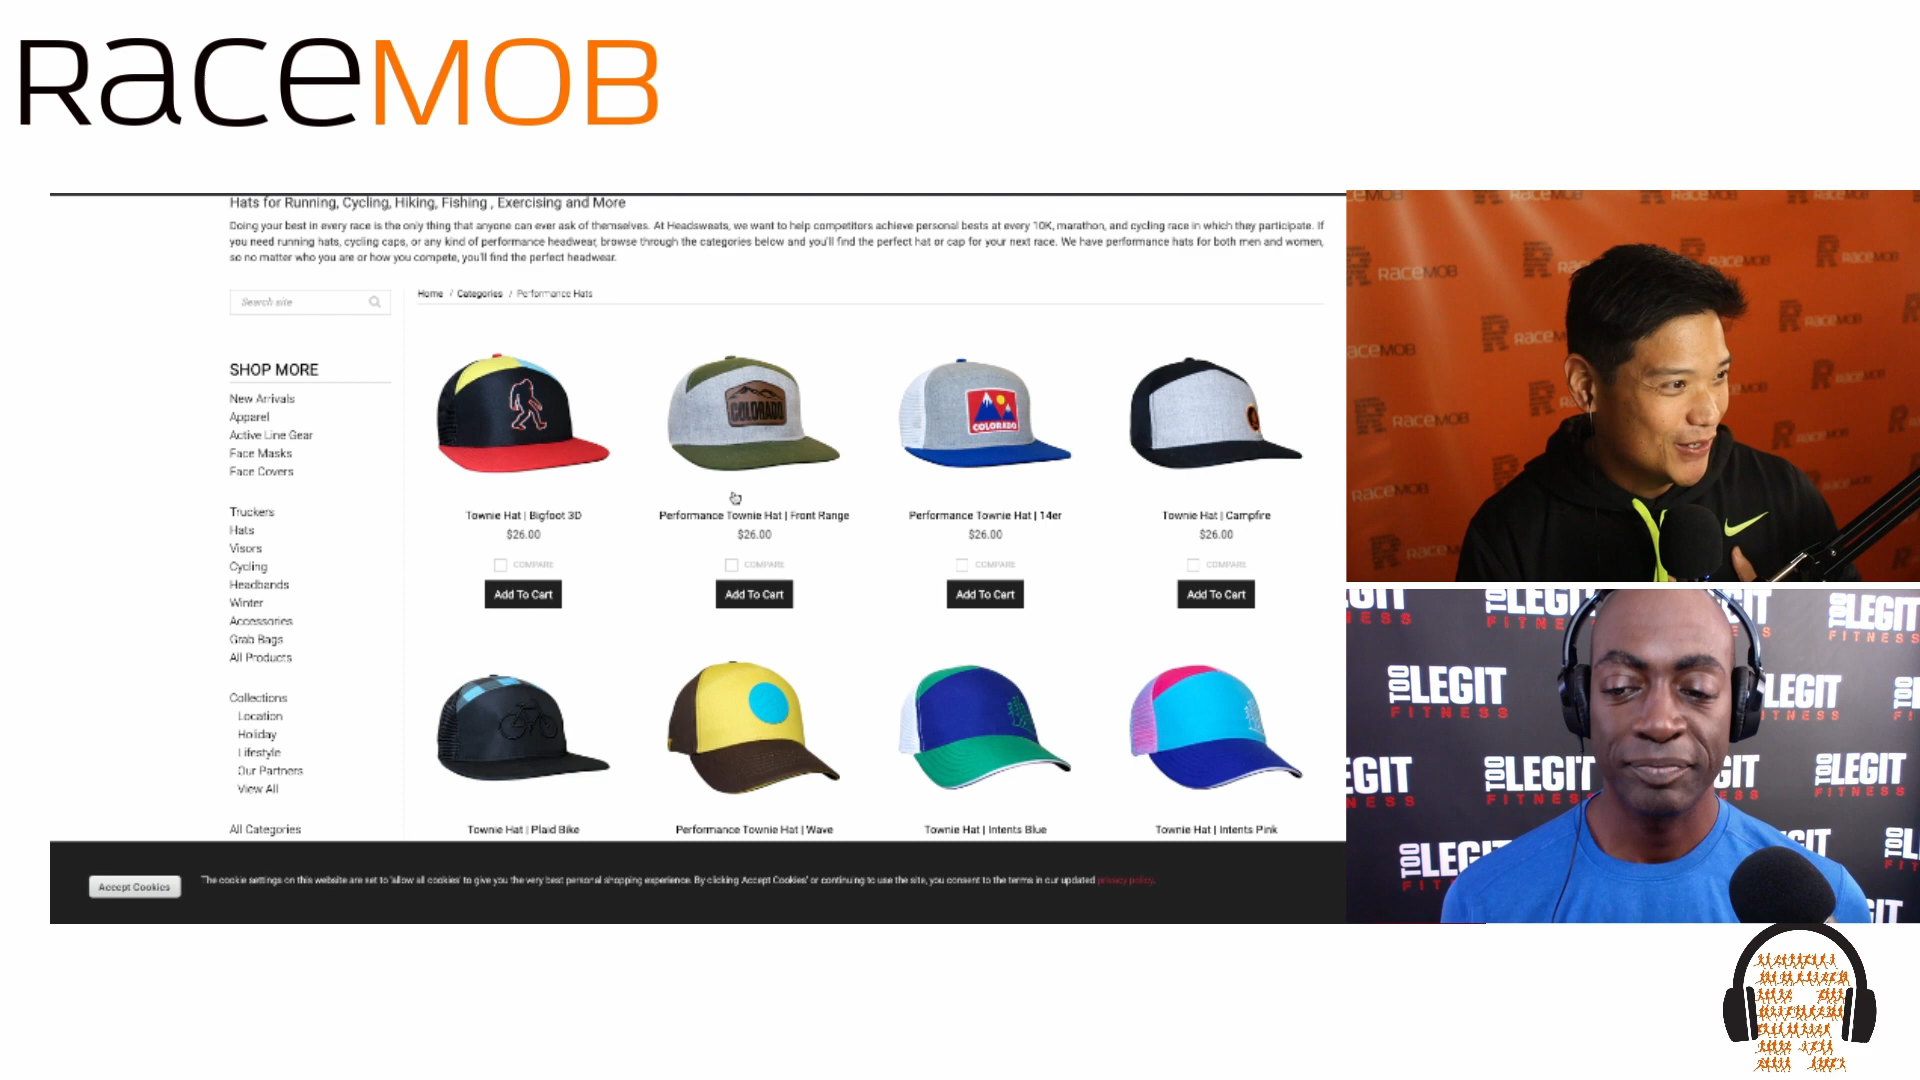 RaceMOB
Hats for Running, Cycling, Hiking, Fishing , Exercising and More
Doing your best in every race is the only thing that anyone can ever ask of themselves. At Headsweats, we want to help competitors achieve personal bests at every 10K, marathon, and cycling race in which they participate. If
you need running hats, cycling caps, or any kind of performance headwear, browse through the categories below and you'll find the perfect hat or cap for your next race. We have performance hats for both men and women,
so no matter who you are or how you compete, you'll find the perfect headwear.
Search site
Home / Categories / Performance Hats
SHOP MORE
New Arrivals
Apparel
Active Line Gear
Face Masks
Face Covers
Truckers
Hats
Visors
Cycling
Headbands
Winter
Accessories
Grab Bags
All Products
Collections
Location
Holiday
Lifestyle
Our Partners
View All
All Categories
COLORADO
COLORADO
Townie Hat | Bigfoot 3D
$26.00
COMPARE
Add To Cart
Performance Townie Hat | Front Range
$26.00
COMPARE
Add To Cart
Performance Townie Hat | 14er
$26.00
COMPARE
Add To Cart
Townie Hat | Campfire
$26.00
COMPARE
Add To Cart
Townie Hat | Plaid Bike
Performance Townie Hat | Wave
Townie Hat | Intents Blue
Townie Hat | Intents Pink
Accept Cookies
The cookie settings on this website are set to 'allow all cookies' to give you the very best personal shopping experience. By clicking 'Accept Cookies' or continuing to use the site, you consent to the terms in our updated privacy policy.
RACEMOB
RACEMOB
RACEMOB
RACEMOB
TOO LEGIT
FITNESS
TOO LEGIT
FITNESS
TOO LEGIT
FITNESS